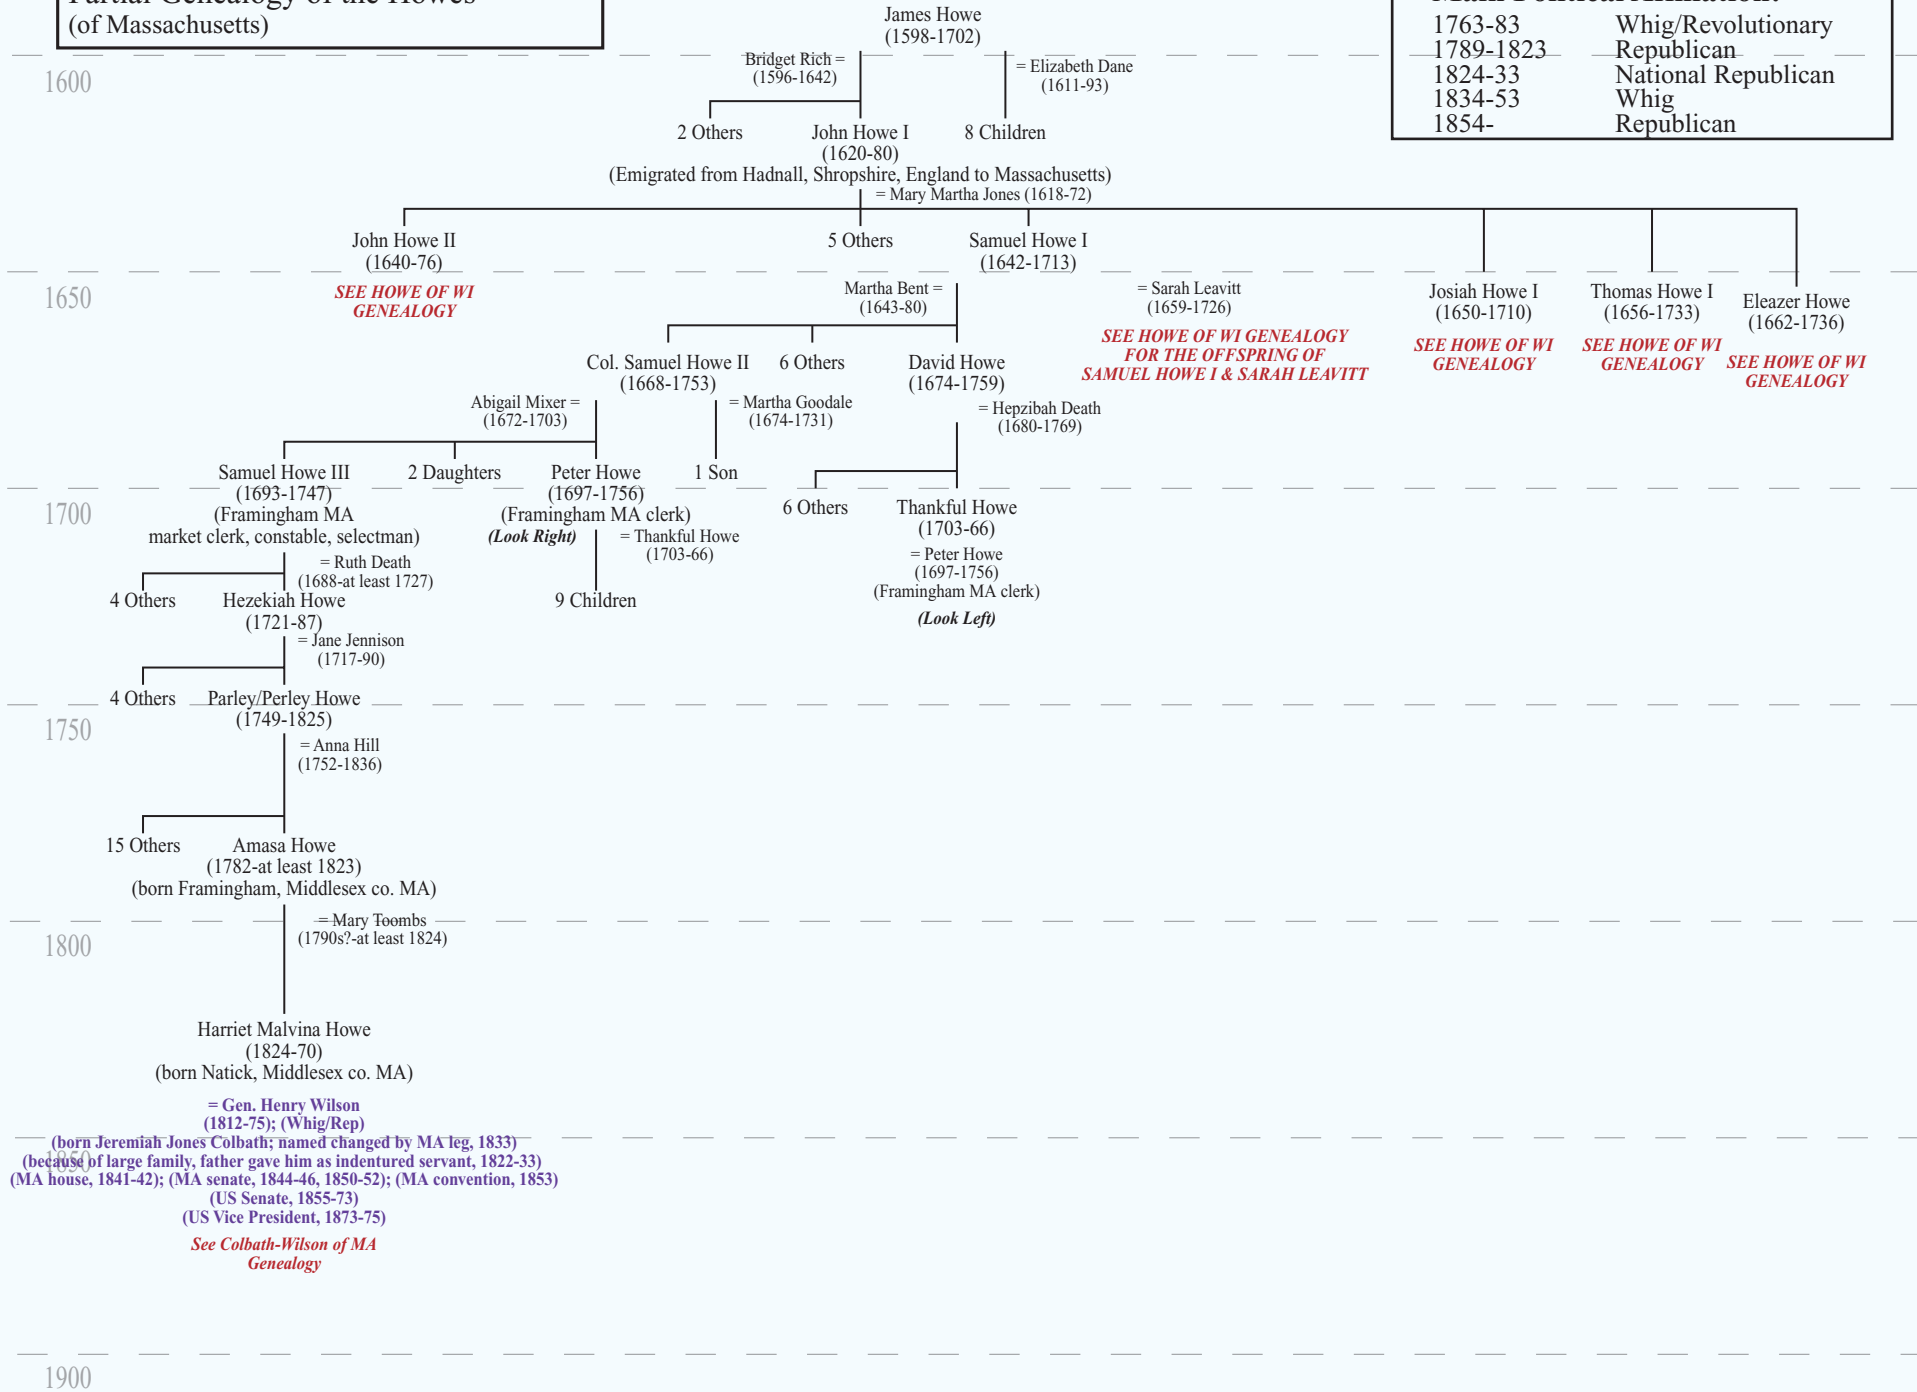 Partial Genealogy of the Howes
(of Massachusetts)
Main Political Affiliation:
1763-83 Whig/Revolutionary
1789-1823 Republican
1824-33 National Republican
1834-53 Whig
1854- Republican
James Howe
(1598-1702)
Bridget Rich =
(1596-1642)
= Elizabeth Dane
(1611-93)
1600
2 Others
John Howe I
(1620-80)
8 Children
(Emigrated from Hadnall, Shropshire, England to Massachusetts)
= Mary Martha Jones (1618-72)
John Howe II
(1640-76)
5 Others
Samuel Howe I
(1642-1713)
1650
SEE HOWE OF WI
GENEALOGY
Martha Bent =
(1643-80)
= Sarah Leavitt
(1659-1726)
SEE HOWE OF WI GENEALOGY
FOR THE OFFSPRING OF
SAMUEL HOWE I & SARAH LEAVITT
Josiah Howe I
(1650-1710)
SEE HOWE OF WI
GENEALOGY
Thomas Howe I
(1656-1733)
SEE HOWE OF WI
GENEALOGY
Eleazer Howe
(1662-1736)
SEE HOWE OF WI
GENEALOGY
Col. Samuel Howe II
(1668-1753)
6 Others
David Howe
(1674-1759)
Abigail Mixer =
(1672-1703)
= Martha Goodale
(1674-1731)
= Hepzibah Death
(1680-1769)
Samuel Howe III
(1693-1747)
(Framingham MA
market clerk, constable, selectman)
2 Daughters
Peter Howe
(1697-1756)
(Framingham MA clerk)
(Look Right)
= Thankful Howe
(1703-66)
1 Son
1700
6 Others
Thankful Howe
(1703-66)
= Peter Howe
(1697-1756)
(Framingham MA clerk)
(Look Left)
= Ruth Death
(1688-at least 1727)
4 Others
Hezekiah Howe
(1721-87)
9 Children
= Jane Jennison
(1717-90)
4 Others
Parley/Perley Howe
(1749-1825)
1750
= Anna Hill
(1752-1836)
15 Others
Amasa Howe
(1782-at least 1823)
(born Framingham, Middlesex co. MA)
= Mary Toombs
(1790s?-at least 1824)
1800
Harriet Malvina Howe
(1824-70)
(born Natick, Middlesex co. MA)
= Gen. Henry Wilson
(1812-75); (Whig/Rep)
(born Jeremiah Jones Colbath; named changed by MA leg, 1833)
(because of large family, father gave him as indentured servant, 1822-33)
1850
(MA house, 1841-42); (MA senate, 1844-46, 1850-52); (MA convention, 1853)
(US Senate, 1855-73)
(US Vice President, 1873-75)
See Colbath-Wilson of MA
Genealogy
1900